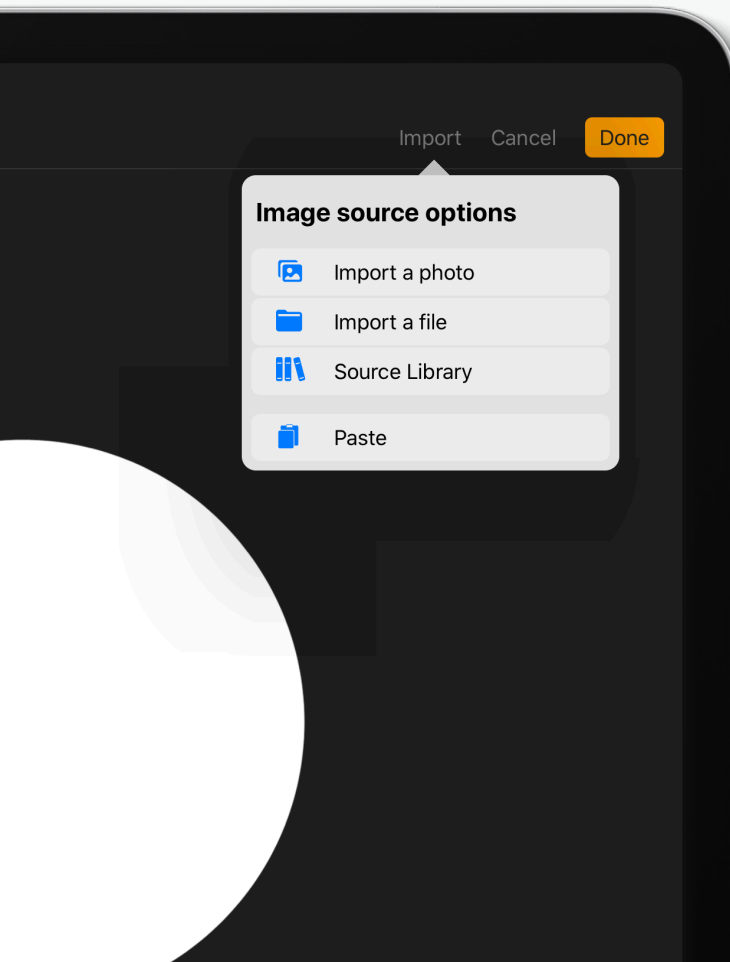 Import Cancel Done
Image source options
Import a photo
Import a file
Source Library
Paste